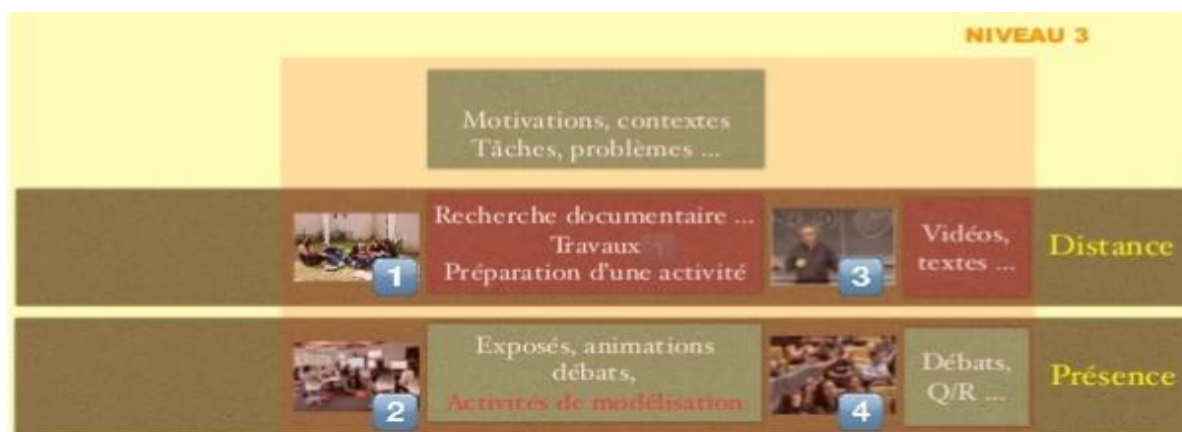 NIVEAU 3
Motivations, contextes
Tâches, problèmes ...
Recherche documentaire ...
Travaux
Préparation d'une activité
1
3
Vidéos,
textes ...
Distance
Exposés, animations
débats,
Activités de modélisation
2
4
Débats,
Q/R ...
Présence